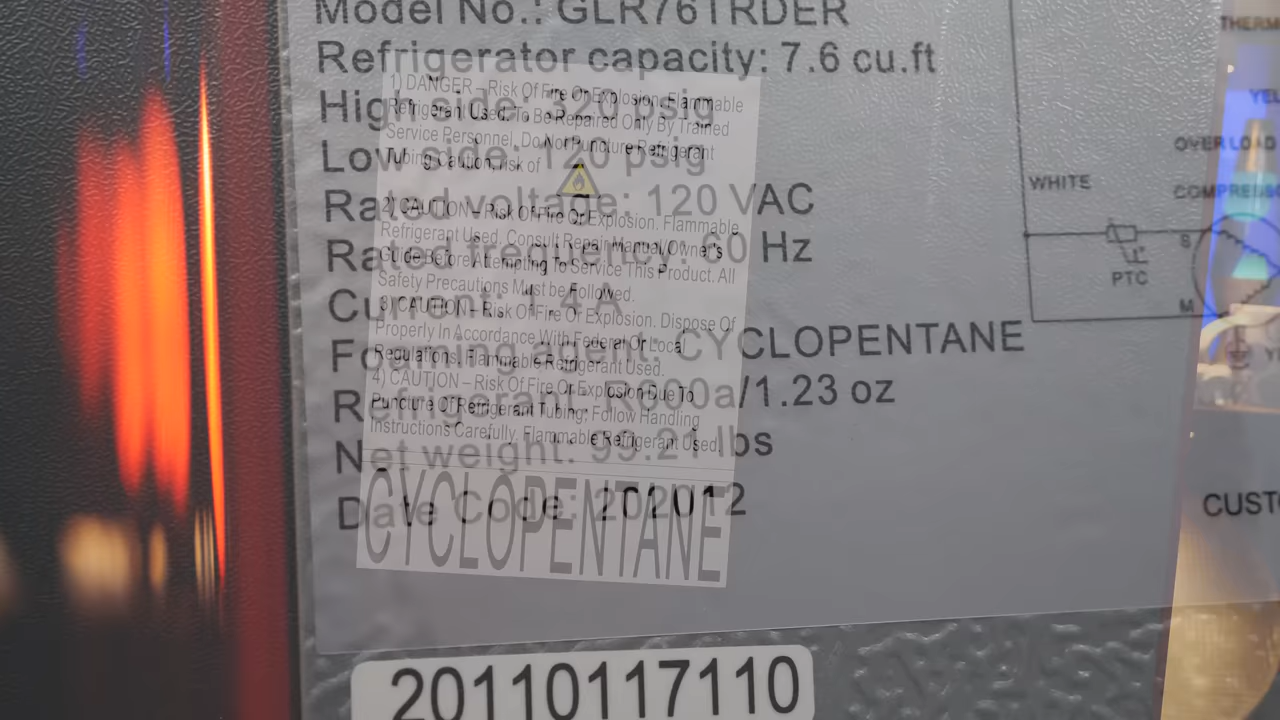 Model No.: GLR76TRDER
Refrigerator capacity: 7.6 cu.ft
High side: 320 psig
Low side: 120 psig
Rated voltage: 120 VAC
Rated frequency: 60 Hz
Current: 1.4 A
Foaming agent: CYCLOPENTANE
Refrigerant: R600a/1.23 oz
Net weight: 99.21 lbs
Date Code: 202012
1) DANGER – Risk Of Fire Or Explosion. Flammable
Refrigerant Used. To Be Repaired Only By Trained
Service Personnel. Do Not Puncture Refrigerant
Tubing Caution, risk of
2) CAUTION – Risk Of Fire Or Explosion. Flammable
Refrigerant Used. Consult Repair Manual/Owner's
Guide Before Attempting To Service This Product. All
Safety Precautions Must be Followed.
3) CAUTION – Risk Of Fire Or Explosion. Dispose Of
Properly In Accordance With Federal Or Local
Regulations. Flammable Refrigerant Used.
4) CAUTION – Risk Of Fire Or Explosion Due To
Puncture Of Refrigerant Tubing; Follow Handling
Instructions Carefully. Flammable Refrigerant Used.
CYCLOPENTANE
20110117110
OVERLOAD
WHITE
S
PTC
M